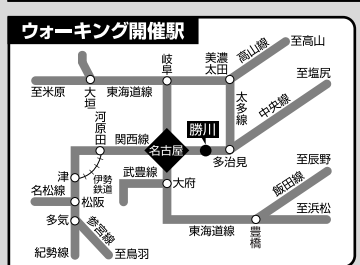 ウォーキング開催駅
岐阜
美濃太田
高山線
至高山
至塩尻
至米原
大垣
東海道線
太多線
中央線
河原田
関西線
名古屋
勝川
多治見
至辰野
津
伊勢鉄道
武豊線
大府
飯田線
名松線
松阪
至浜松
多気
参宮線
東海道線
豊橋
紀勢線
至鳥羽